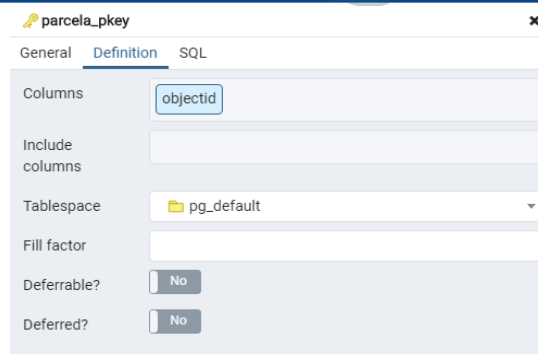 parcela_pkey
General Definition SQL
Columns objectid
Include
columns
Tablespace pg_default
Fill factor
Deferrable? No
Deferred? No